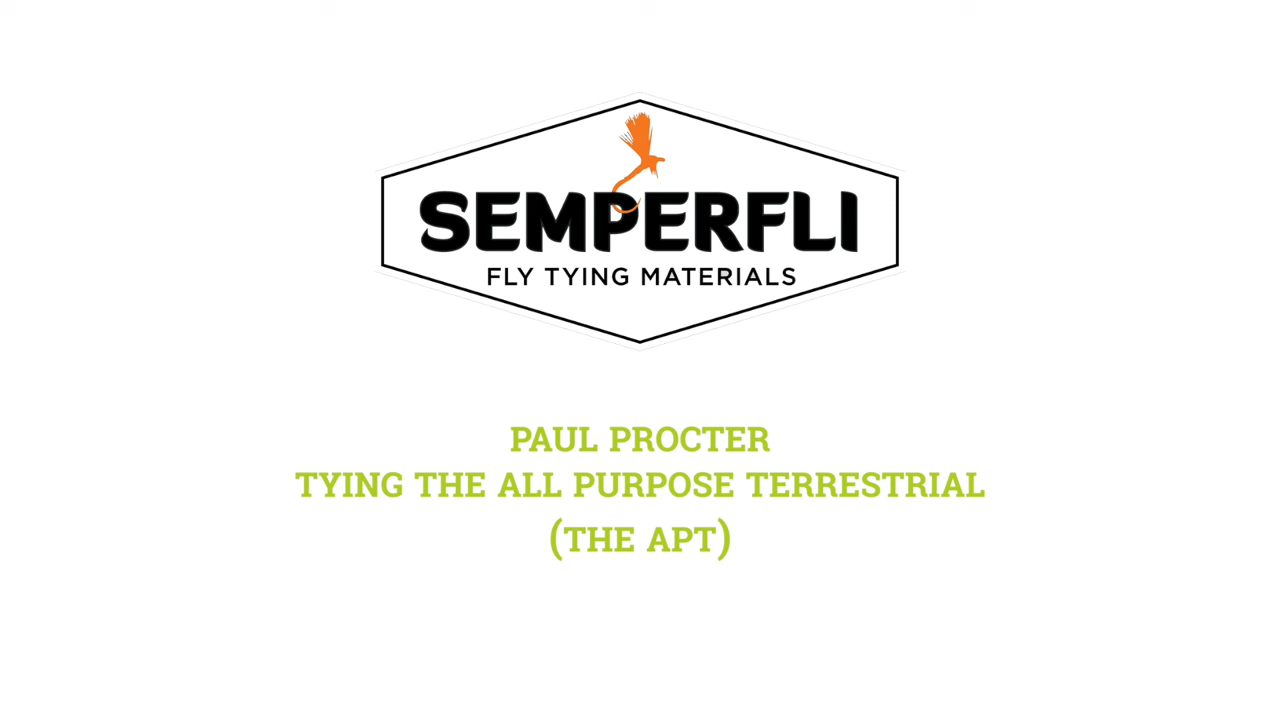 SEMPERFLI
FLY TYING MATERIALS
PAUL PROCTER
TYING THE ALL PURPOSE TERRESTRIAL
(THE APT)